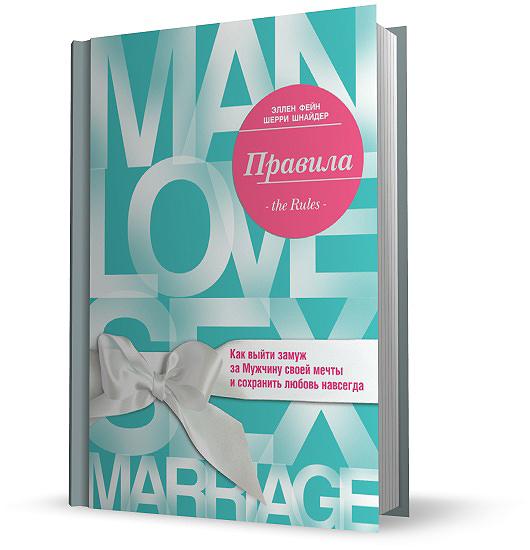 MAN
ЭЛЛЕН ФЕЙН
ШЕРРИ ШНАЙДЕР
Правила
- the Rules -
LOVE
SEX
Как выйти замуж
за Мужчину своей мечты
и сохранить любовь навсегда
MARRIAGE